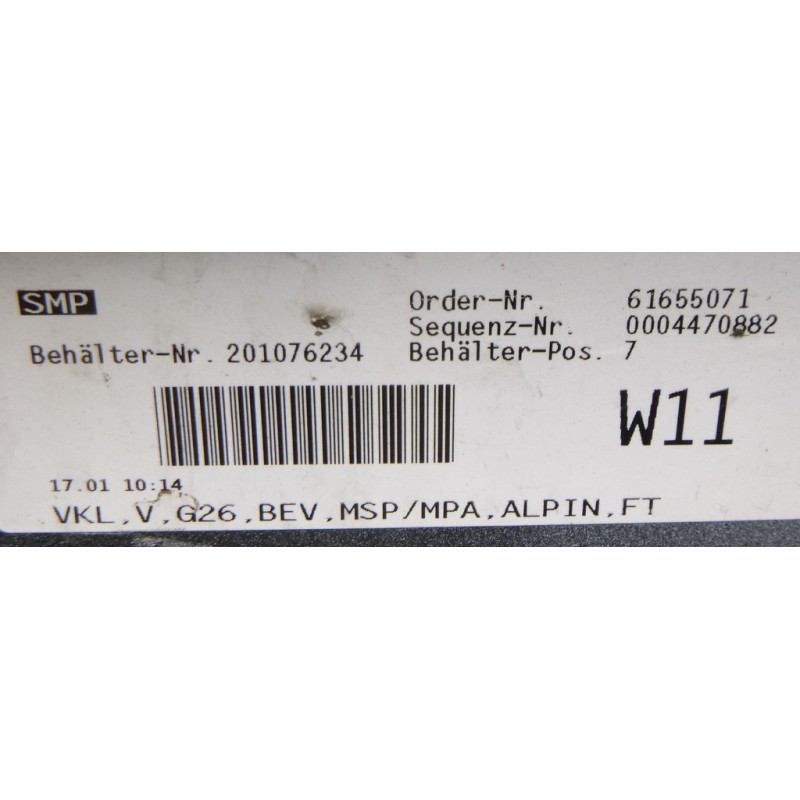 SMP
Order-Nr. 61655071
Sequenz-Nr. 0004470882
Behälter-Nr. 201076234
Behälter-Pos. 7
W11
17.01 10:14
VKL,V,G26,BEV,MSP/MPA,ALPIN,FT